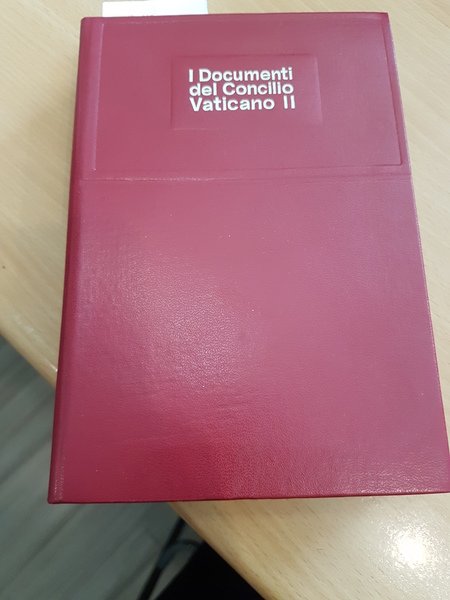 I Documenti
del Concilio
Vaticano II